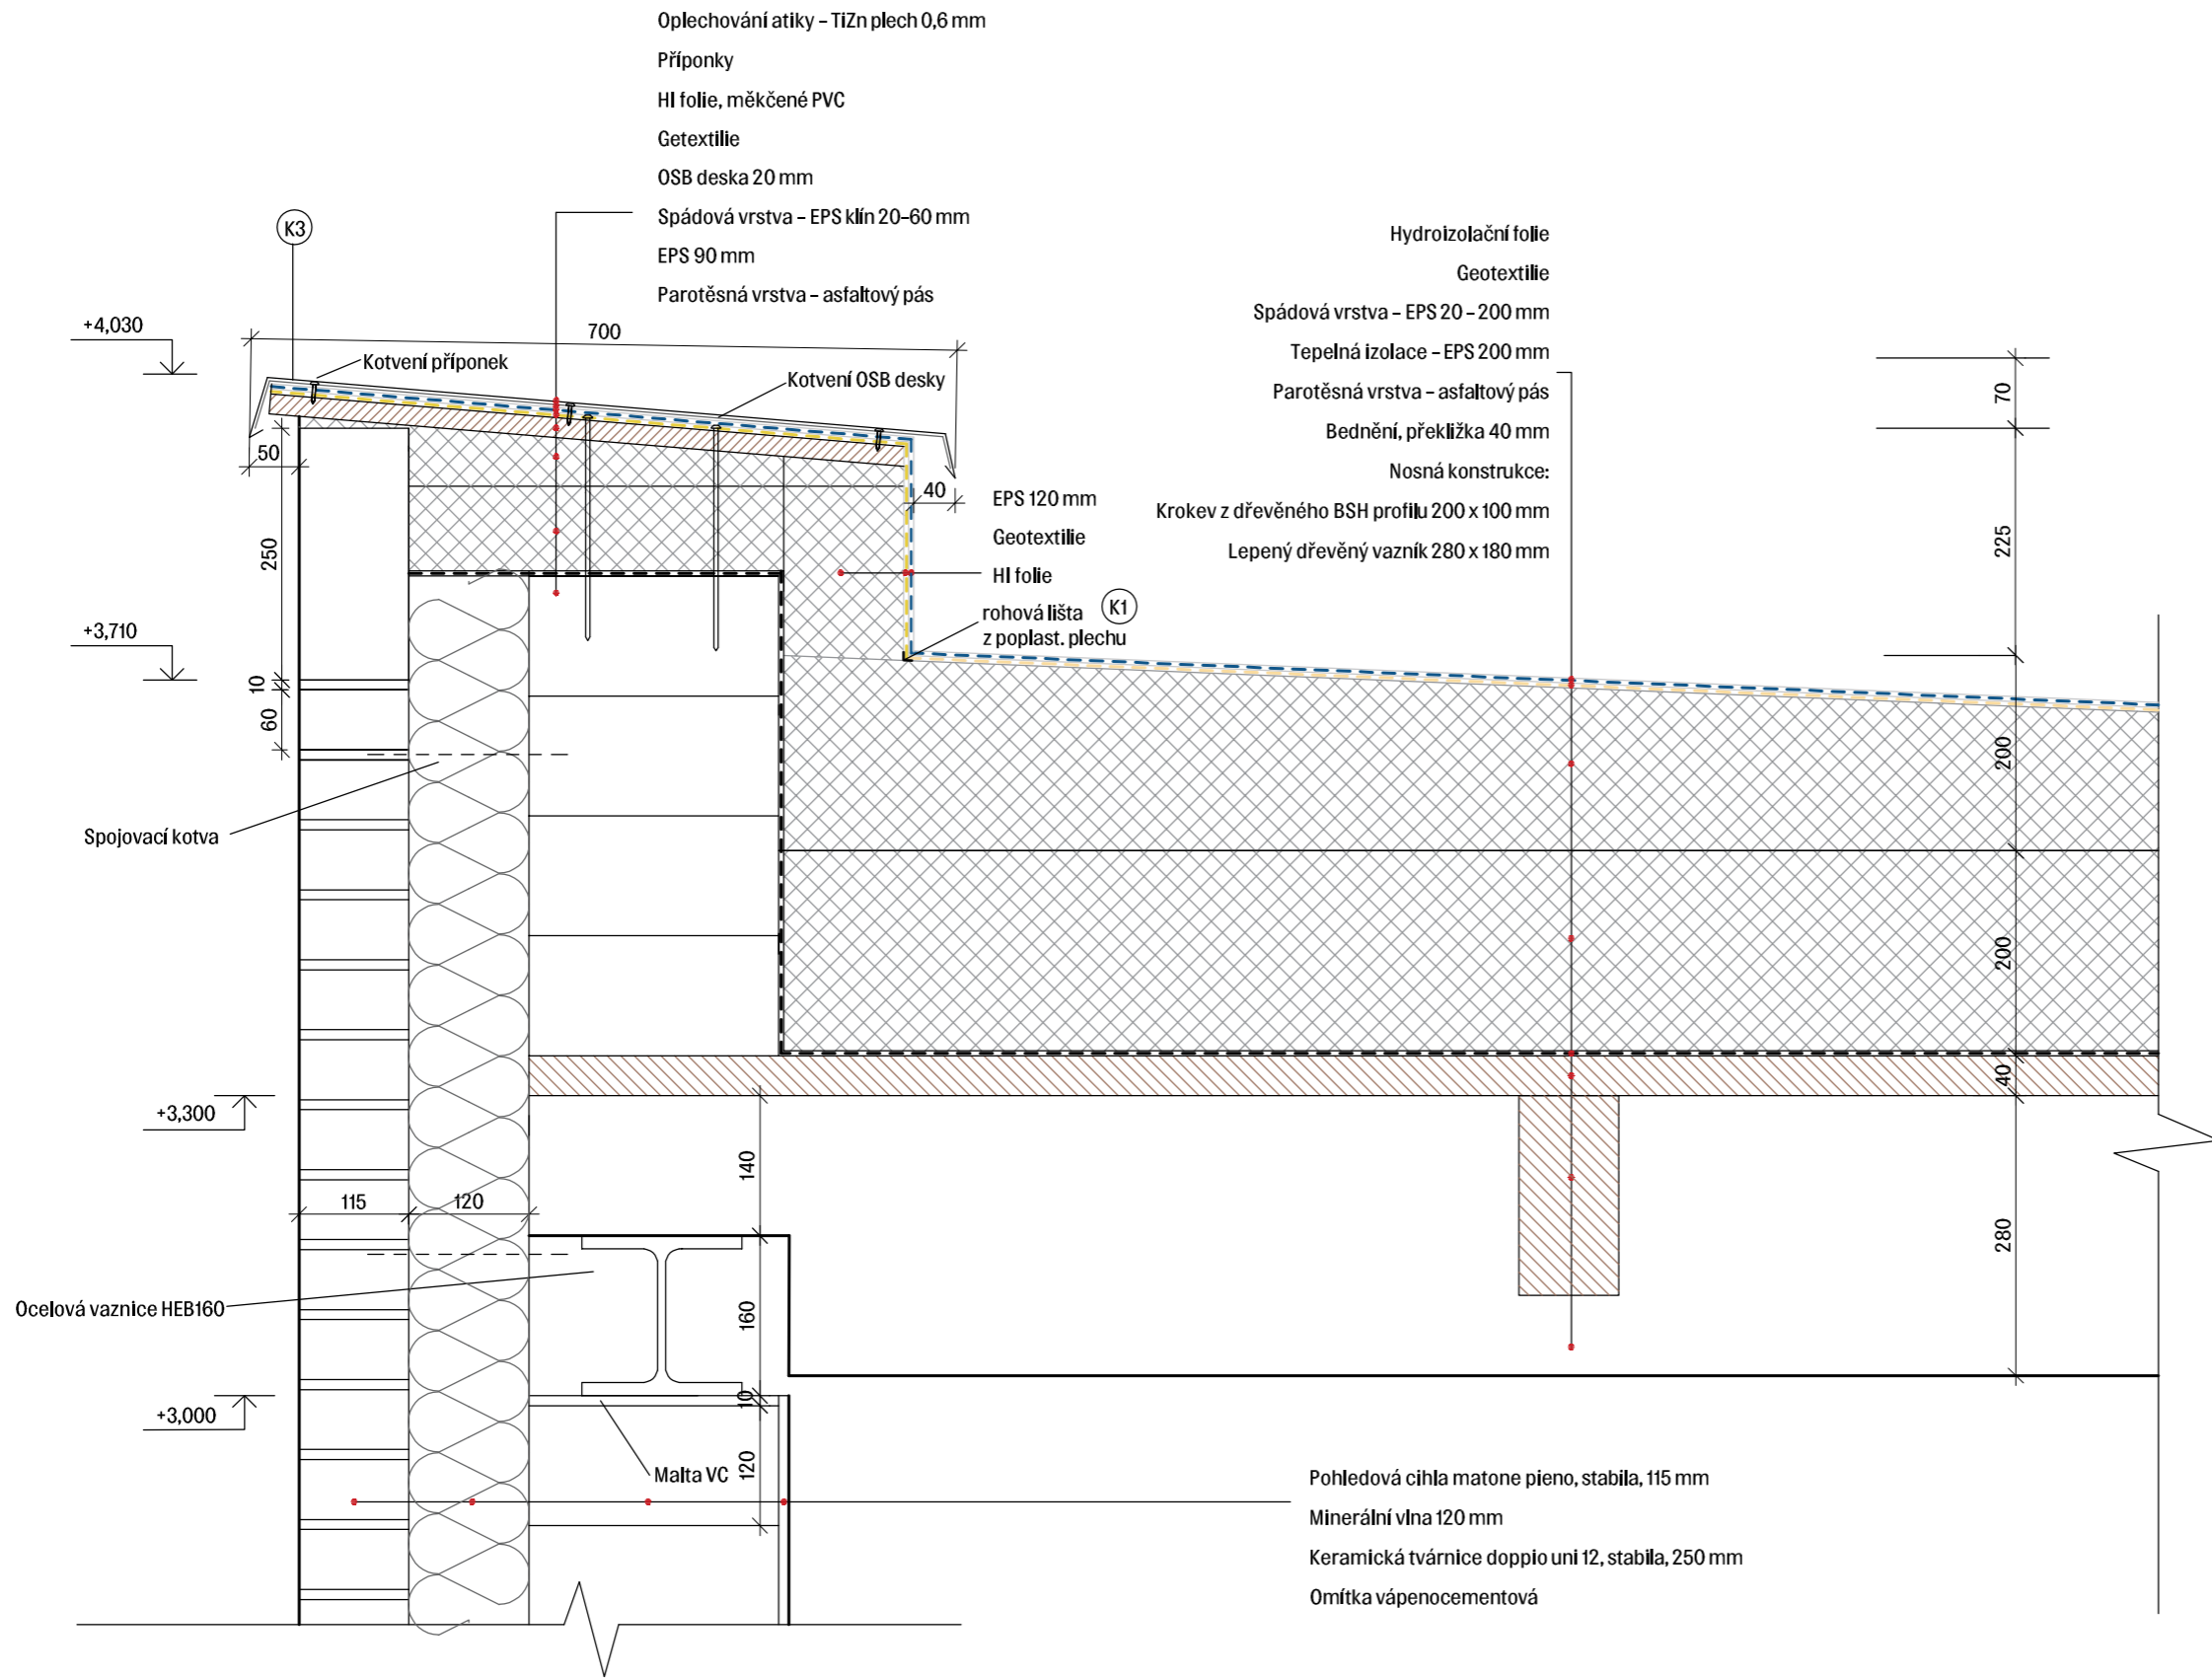 Oplechování atiky – TiZn plech 0,6 mm
Příponky
HI folie, měkčené PVC
Getextilie
OSB deska 20 mm
Spádová vrstva – EPS klín 20–60 mm
EPS 90 mm
Parotěsná vrstva – asfaltový pás
K3
Hydroizolační folie
Geotextilie
Spádová vrstva – EPS 20 – 200 mm
Tepelná izolace – EPS 200 mm
Parotěsná vrstva – asfaltový pás
Bednění, překližka 40 mm
Nosná konstrukce:
Krokev z dřevěného BSH profilu 200 x 100 mm
Lepený dřevěný vazník 280 x 180 mm
+4,030
700
Kotvení příponek
Kotvení OSB desky
70
50
40
225
EPS 120 mm
Geotextilie
HI folie
rohová lišta
z poplast. plechu
K1
250
+3,710
10
60
200
Spojovací kotva
200
40
+3,300
140
115
120
280
Ocelová vaznice HEB160
160
+3,000
10
Malta VC
120
Pohledová cihla matone pieno, stabila, 115 mm
Minerální vlna 120 mm
Keramická tvárnice doppio uni 12, stabila, 250 mm
Omítka vápenocementová